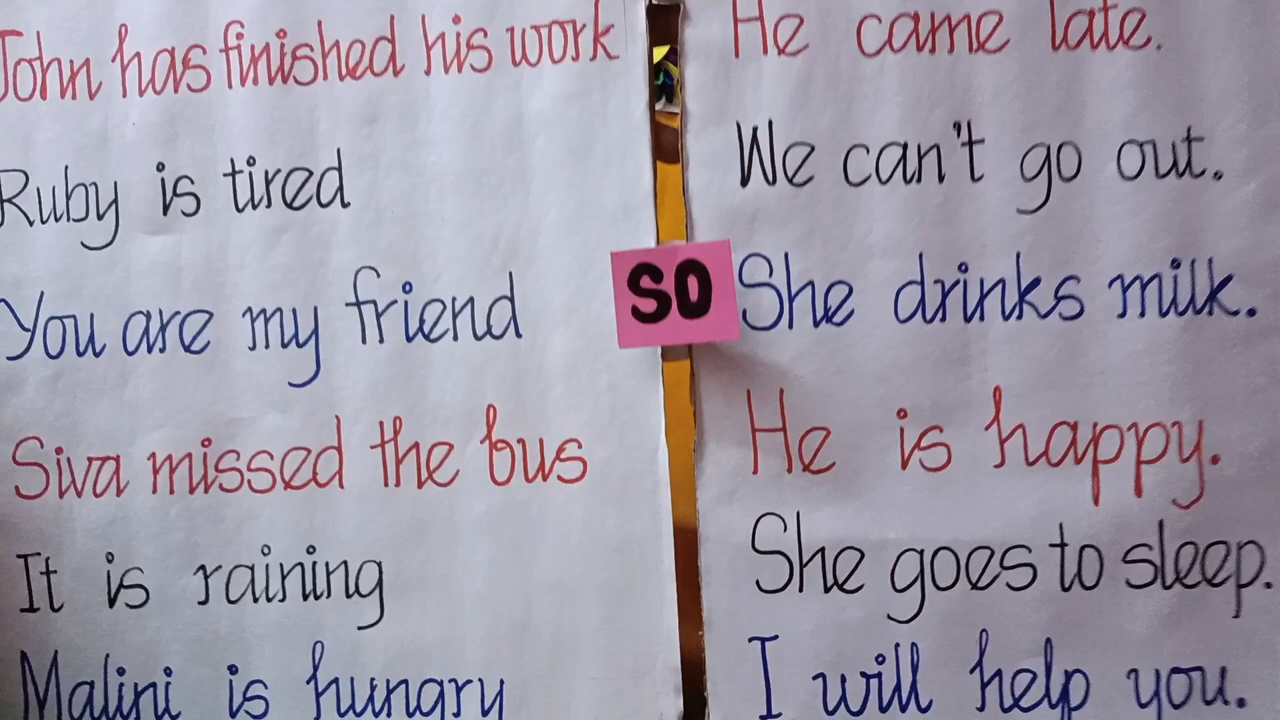 John has finished his work
Ruby is tired
You are my friend
Siva missed the bus
It is raining
Malini is hungry
so
He came late.
We can't go out.
She drinks milk.
He is happy.
She goes to sleep.
I will help you.